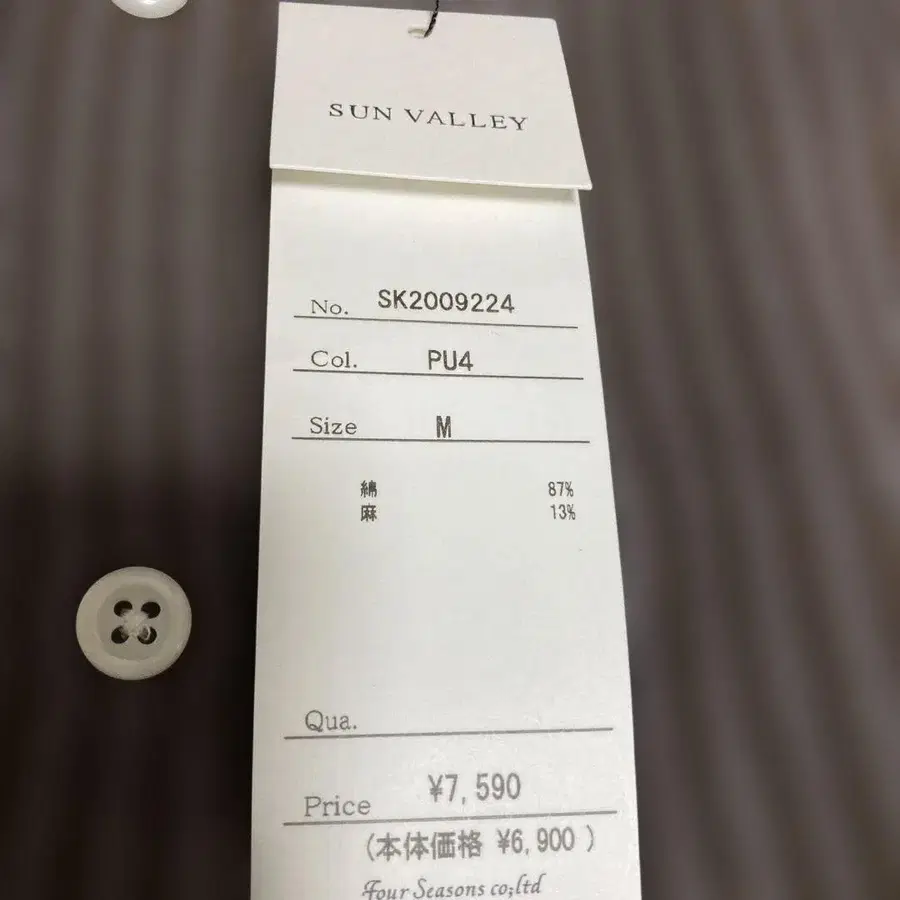 SUN VALLEY
No. SK2009224
Col. PU4
Size M
綿 87%
麻 13%
Qua.
Price ¥7,590
(本体価格 ¥6,900 )
Four Seasons co;ltd